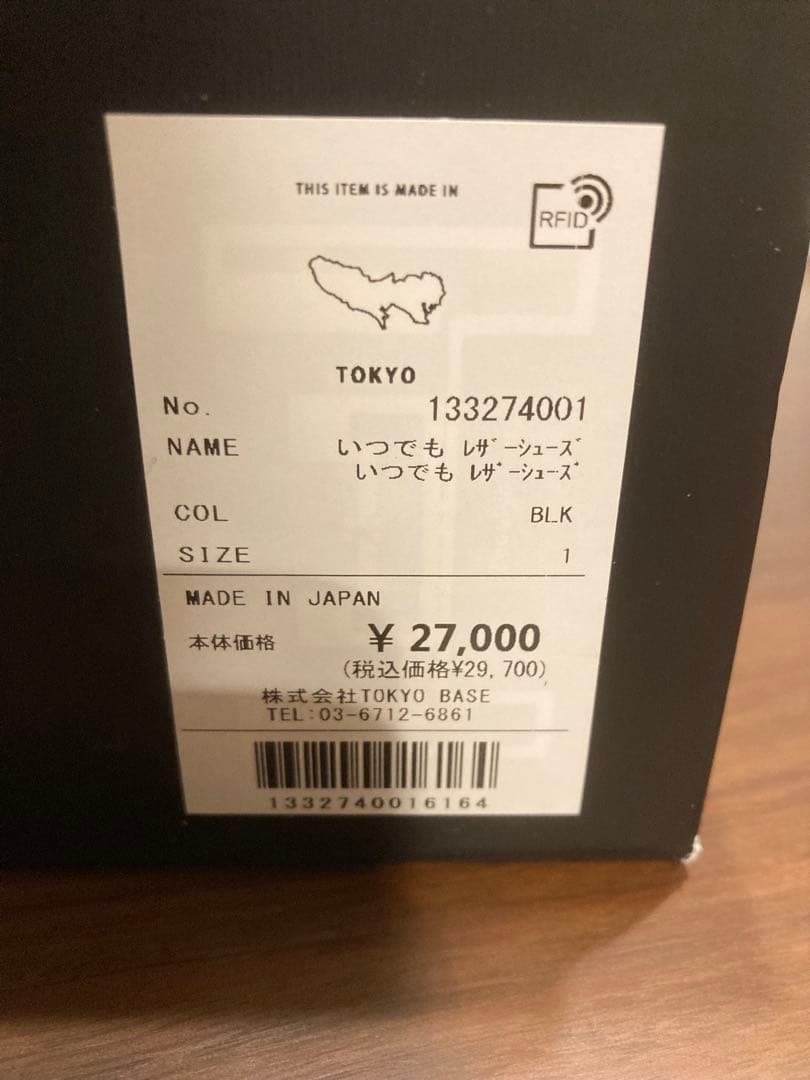 THIS ITEM IS MADE IN
RFID
TOKYO
No. 133274001
NAME いつでも ﾚｻﾞｰｼｭｰｽﾞ
いつでも ﾚｻﾞｰｼｭｰｽﾞ
COL BLK
SIZE 1
MADE IN JAPAN
本体価格 ¥ 27,000
(税込価格¥29,700)
株式会社TOKYO BASE
TEL:03-6712-6861
1332740016164